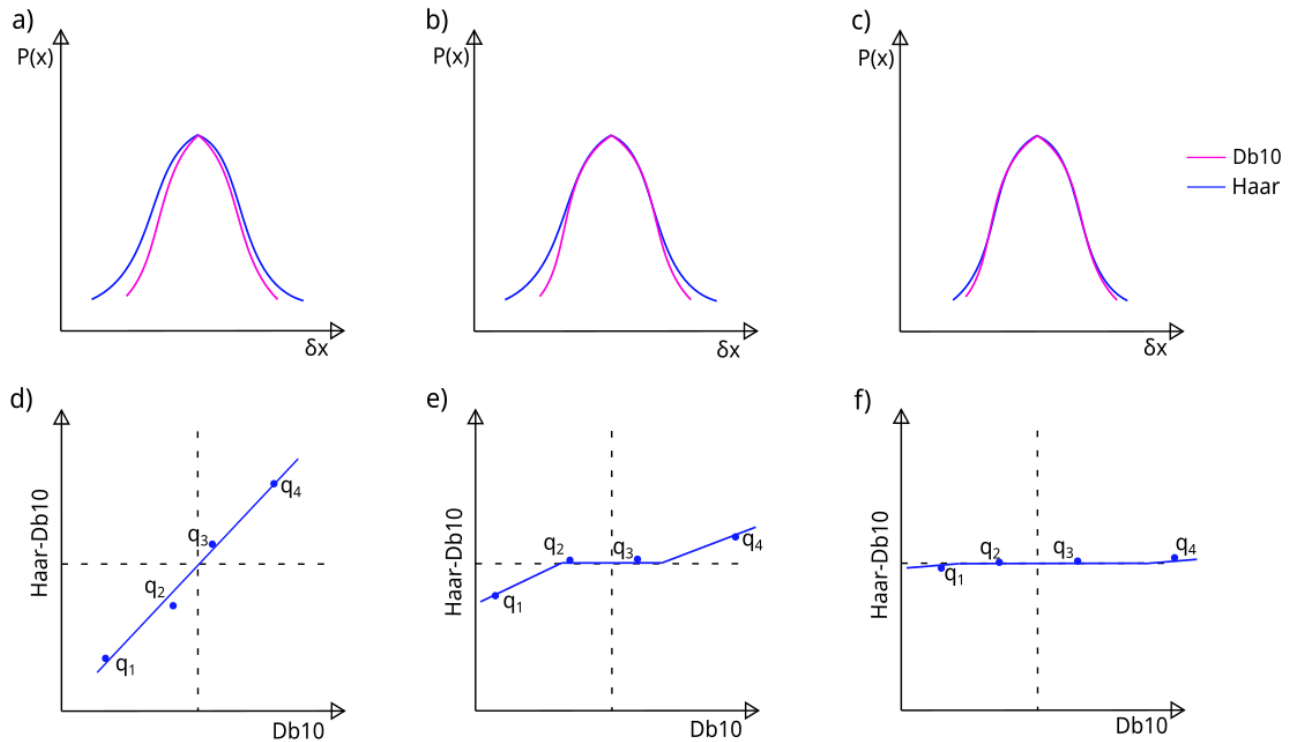 a)
P(x)
δx
b)
P(x)
δx
c)
P(x)
δx
Db10
Haar
d)
Haar-Db10
q₁
q₂
q₃
q₄
Db10
e)
Haar-Db10
q₁
q₂
q₃
q₄
Db10
f)
Haar-Db10
q₁
q₂
q₃
q₄
Db10